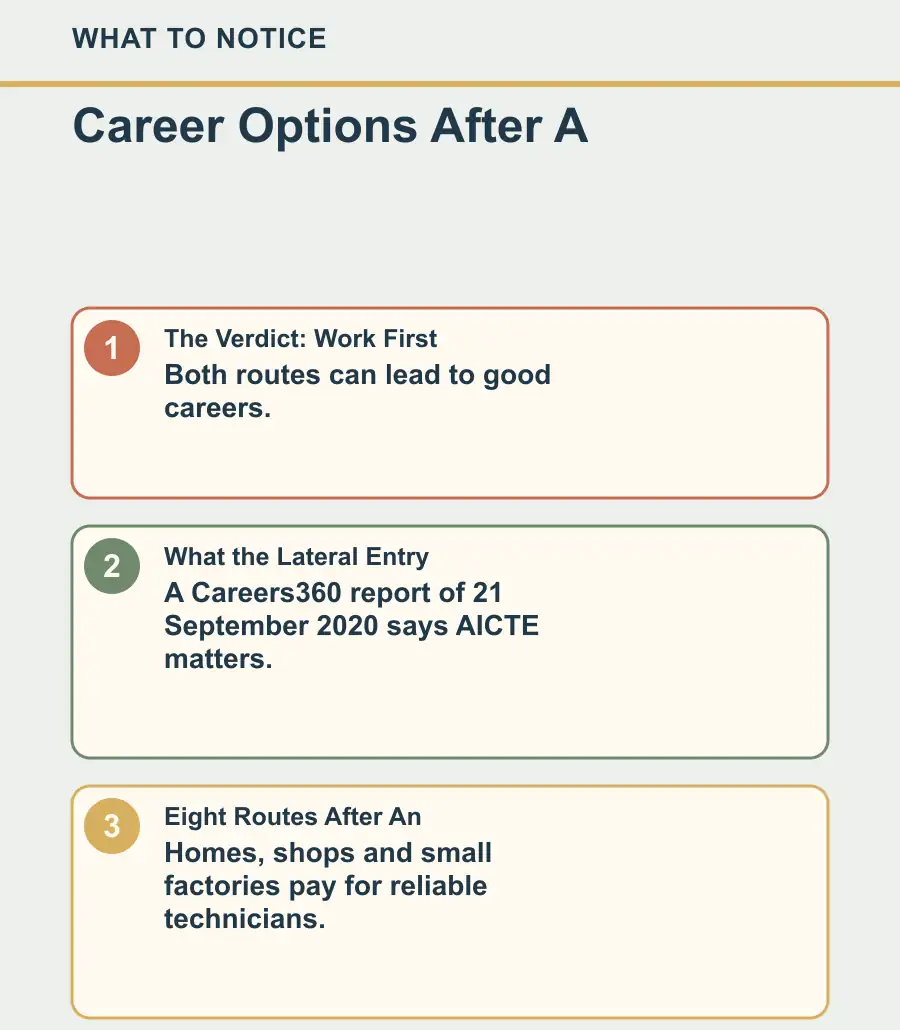 WHAT TO NOTICE
Career Options After A
1
The Verdict: Work First
Both routes can lead to good
careers.
2
What the Lateral Entry
A Careers360 report of 21
September 2020 says AICTE
matters.
3
Eight Routes After An
Homes, shops and small
factories pay for reliable
technicians.